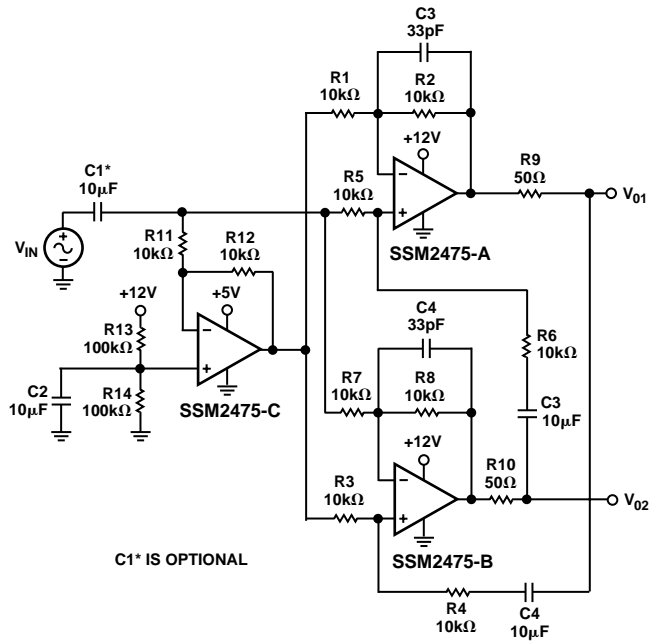 C3
33pF
R1
10kΩ
R2
10kΩ
+12V
R9
50Ω
V01
C1*
10μF
R5
10kΩ
SSM2475-A
VIN
R11
10kΩ
R12
10kΩ
+12V
+5V
R13
100kΩ
C2
10μF
R14
100kΩ
SSM2475-C
C4
33pF
R6
10kΩ
R7
10kΩ
R8
10kΩ
C3
10μF
+12V
R10
50Ω
R3
10kΩ
V02
SSM2475-B
C1* IS OPTIONAL
R4
10kΩ
C4
10μF